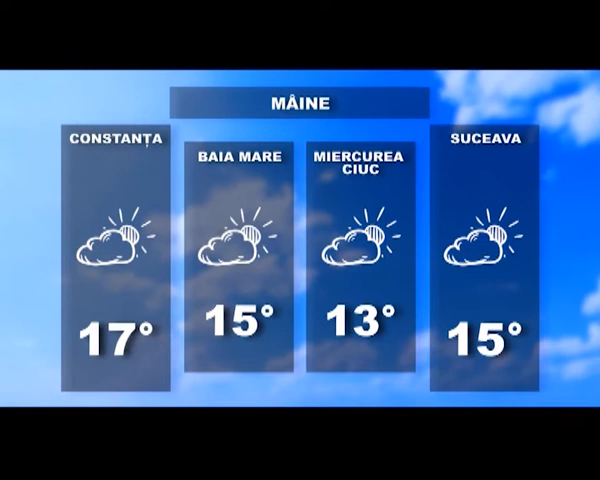 MÂINE
CONSTANȚA
17°
BAIA MARE
15°
MIERCUREA
CIUC
13°
SUCEAVA
15°